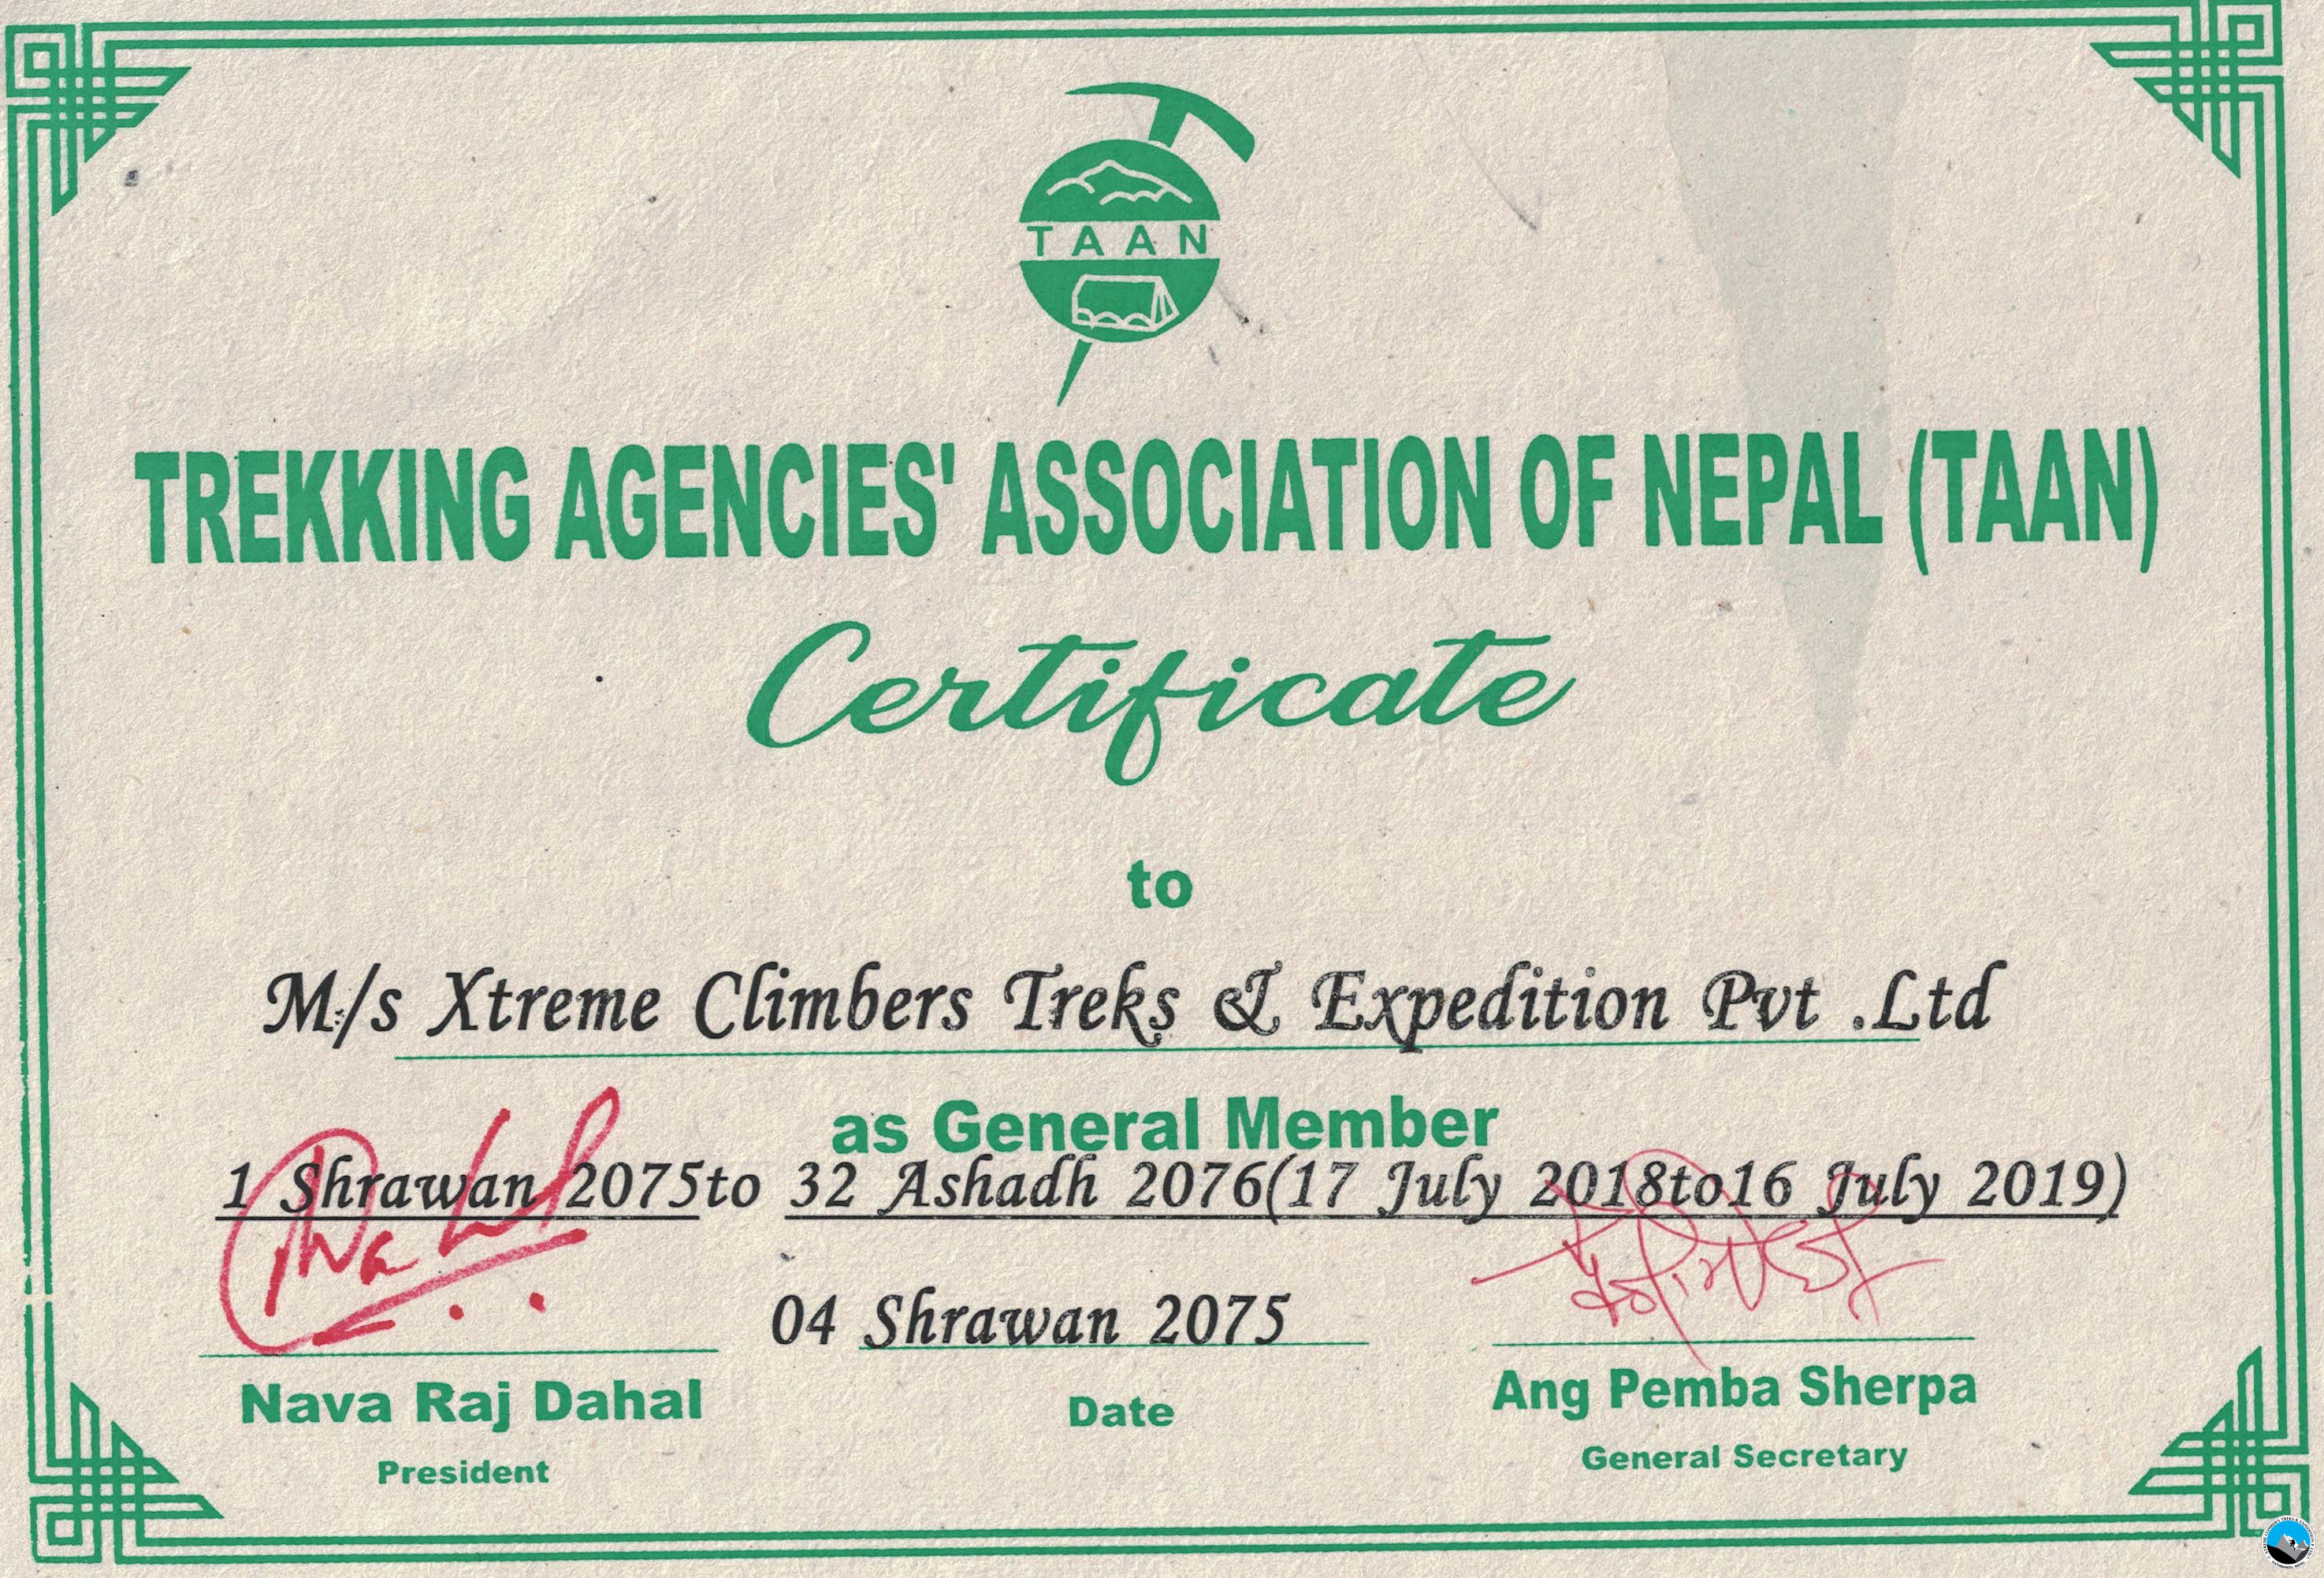 TAAN
TREKKING AGENCIES' ASSOCIATION OF NEPAL (TAAN)
Certificate
to
M/s Xtreme Climbers Treks & Expedition Pvt .Ltd
as General Member
1 Shrawan 2075to 32 Ashadh 2076(17 July 2018to16 July 2019)
04 Shrawan 2075
Nava Raj Dahal
Date
Ang Pemba Sherpa
President
General Secretary